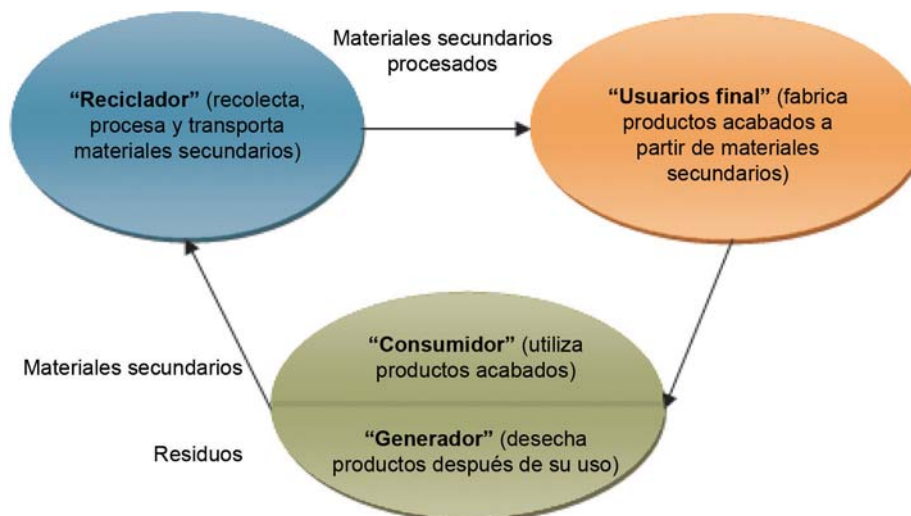 Materiales secundarios
procesados
“Reciclador” (recolecta,
procesa y transporta
materiales secundarios)
“Usuarios final” (fabrica
productos acabados a
partir de materiales
secundarios)
“Consumidor” (utiliza
productos acabados)
Materiales secundarios
“Generador” (desecha
productos después de su uso)
Residuos